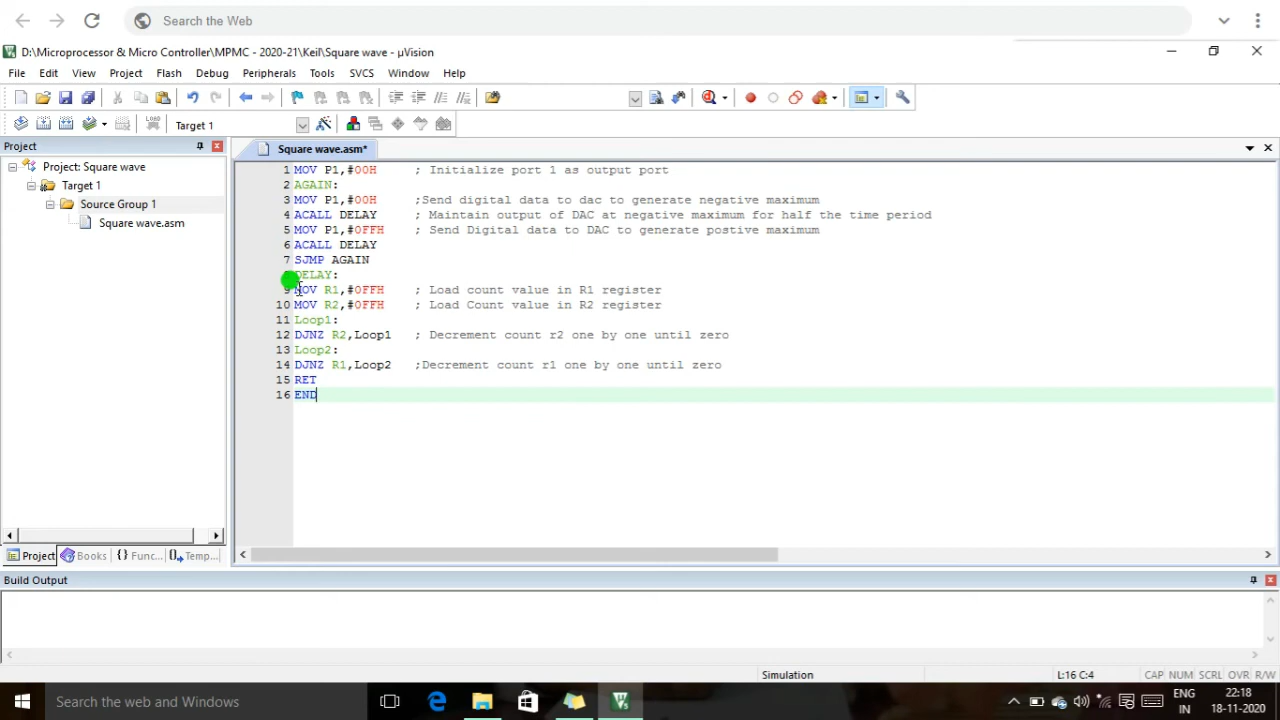 Search the Web
D:\Microprocessor & Micro Controller\MPMC - 2020-21\Keil\Square wave - µVision
File Edit View Project Flash Debug Peripherals Tools SVCS Window Help
LOAD
Target 1
Project
Square wave.asm*
Project: Square wave
Target 1
Source Group 1
Square wave.asm
1 MOV P1,#00H ; Initialize port 1 as output port
2 AGAIN:
3 MOV P1,#00H ;Send digital data to dac to generate negative maximum
4 ACALL DELAY ; Maintain output of DAC at negative maximum for half the time period
5 MOV P1,#0FFH ; Send Digital data to DAC to generate postive maximum
6 ACALL DELAY
7 SJMP AGAIN
8 DELAY:
9 MOV R1,#0FFH ; Load count value in R1 register
10 MOV R2,#0FFH ; Load Count value in R2 register
11 Loop1:
12 DJNZ R2,Loop1 ; Decrement count r2 one by one until zero
13 Loop2:
14 DJNZ R1,Loop2 ;Decrement count r1 one by one until zero
15 RET
16 END
Project Books {} Func... Temp...
Build Output
Simulation L:16 C:4 CAP NUM SCRL OVR R/W
Search the web and Windows
ENG
IN
22:18
18-11-2020